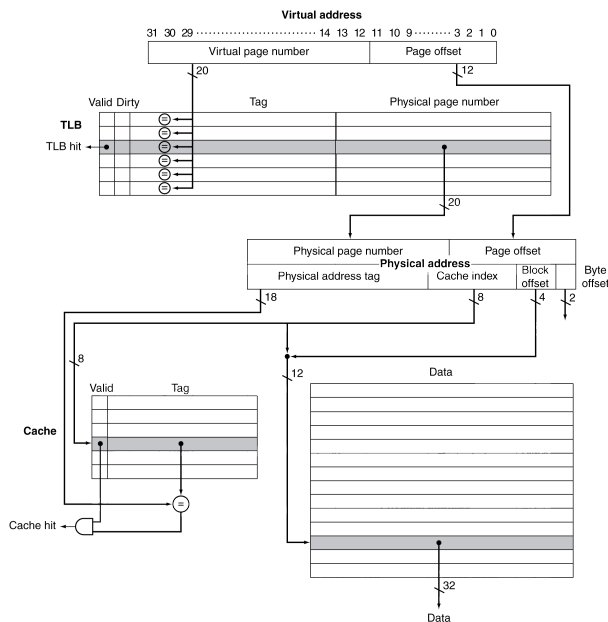 Virtual address
31 30 29 ··················· 14 13 12 11 10 9 ········ 3 2 1 0
Virtual page number Page offset
20 12
Valid Dirty Tag Physical page number
TLB
=
=
TLB hit =
=
=
=
20
Physical page number Page offset
Physical address
Physical address tag Cache index Block offset Byte offset
18 8 4 2
8
12 Data
Valid Tag
Cache
=
Cache hit
32
Data